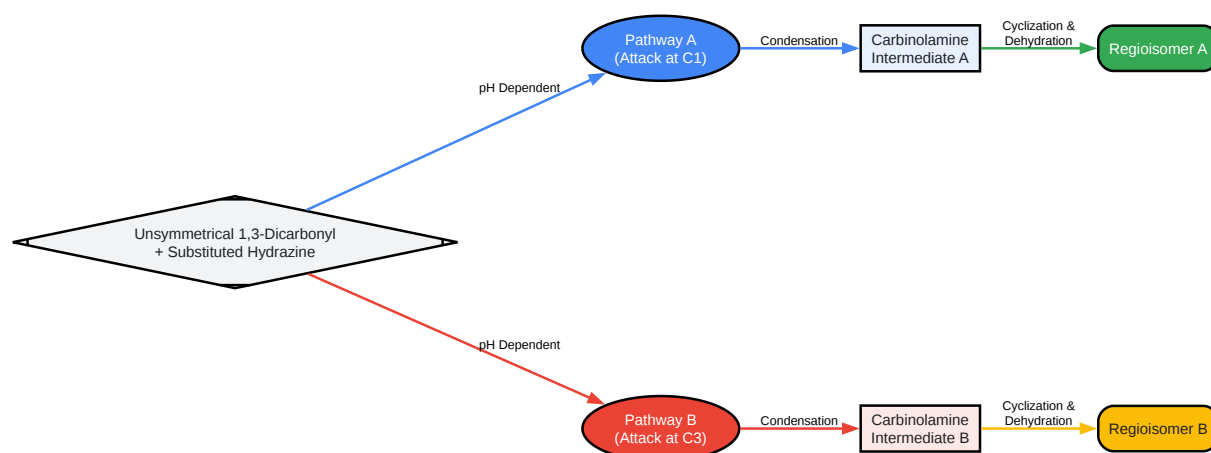 Unsymmetrical 1,3-Dicarbonyl
+ Substituted Hydrazine
pH Dependent
Pathway A
(Attack at C1)
Condensation
Carbinolamine
Intermediate A
Cyclization &
Dehydration
Regioisomer A
pH Dependent
Pathway B
(Attack at C3)
Condensation
Carbinolamine
Intermediate B
Cyclization &
Dehydration
Regioisomer B